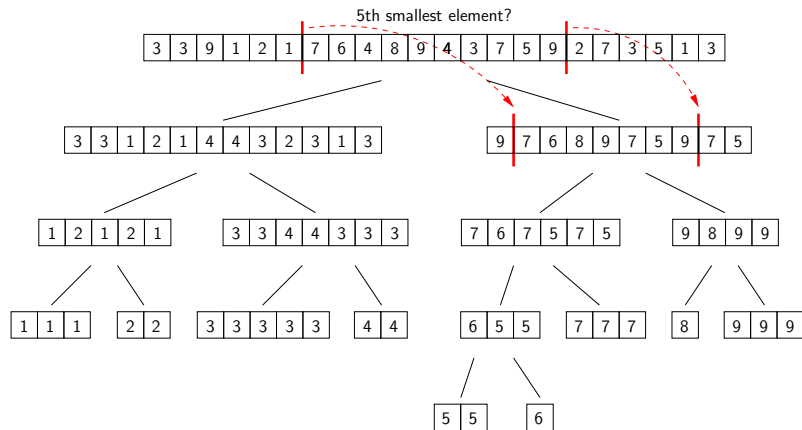 5th smallest element?
3 3 9 1 2 1 7 6 4 8 9 4 3 7 5 9 2 7 3 5 1 3
3 3 1 2 1 4 4 3 2 3 1 3 9 7 6 8 9 7 5 9 7 5
1 2 1 2 1 3 3 4 4 3 3 3 7 6 7 5 7 5 9 8 9 9
1 1 1 2 2 3 3 3 3 3 4 4 6 5 5 7 7 7 8 9 9 9
5 5 6